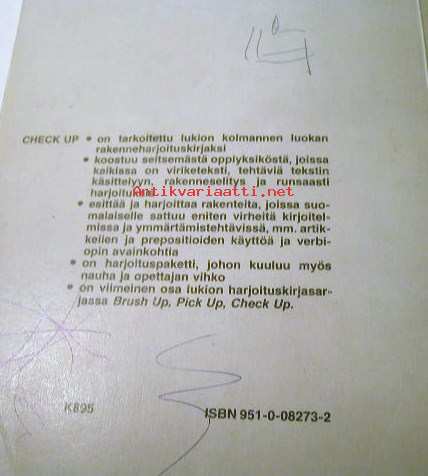 CHECK UP • on tarkoitettu lukion kolmannen luokan
rakenneharjoituskirjaksi
• koostuu seitsemästä oppiyksiköstä, joissa
kaikissa on viriketeksti, tehtäviä tekstin
käsittelyyn, rakenneselitys ja runsaasti
harjoituksia
Antikvariaatti.net
• esittää ja harjoittaa rakenteita, joissa suo-
malaiselle sattuu eniten virheitä kirjoitel-
missa ja ymmärtämistehtävissä, mm. artik-
kelien ja prepositioiden käyttöä ja verbi-
opin avainkohtia
• on harjoituspaketti, johon kuuluu myös
nauha ja opettajan vihko
• on viimeinen osa lukion harjoituskirjasar-
jassa Brush Up, Pick Up, Check Up.
K895
ISBN 951-0-08273-2